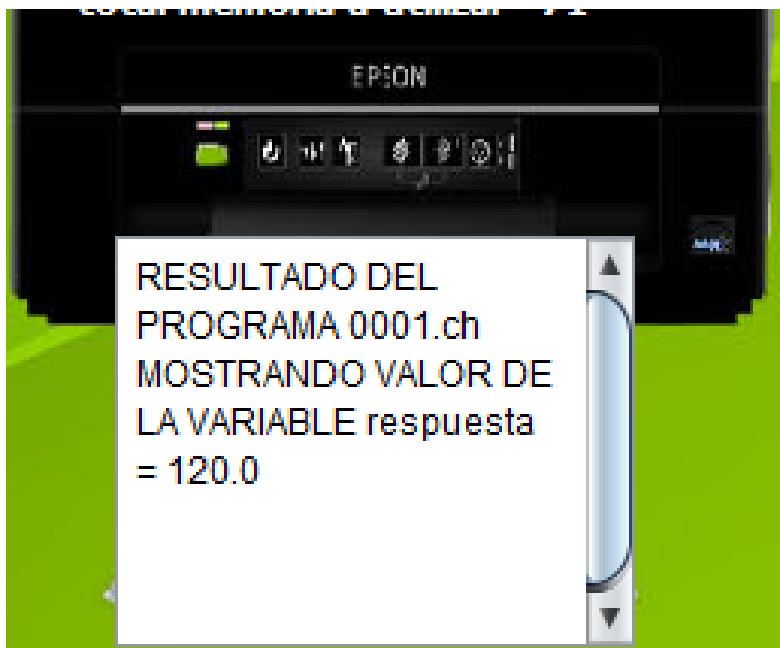 EPSON
RESULTADO DEL
PROGRAMA 0001.ch
MOSTRANDO VALOR DE
LA VARIABLE respuesta
= 120.0